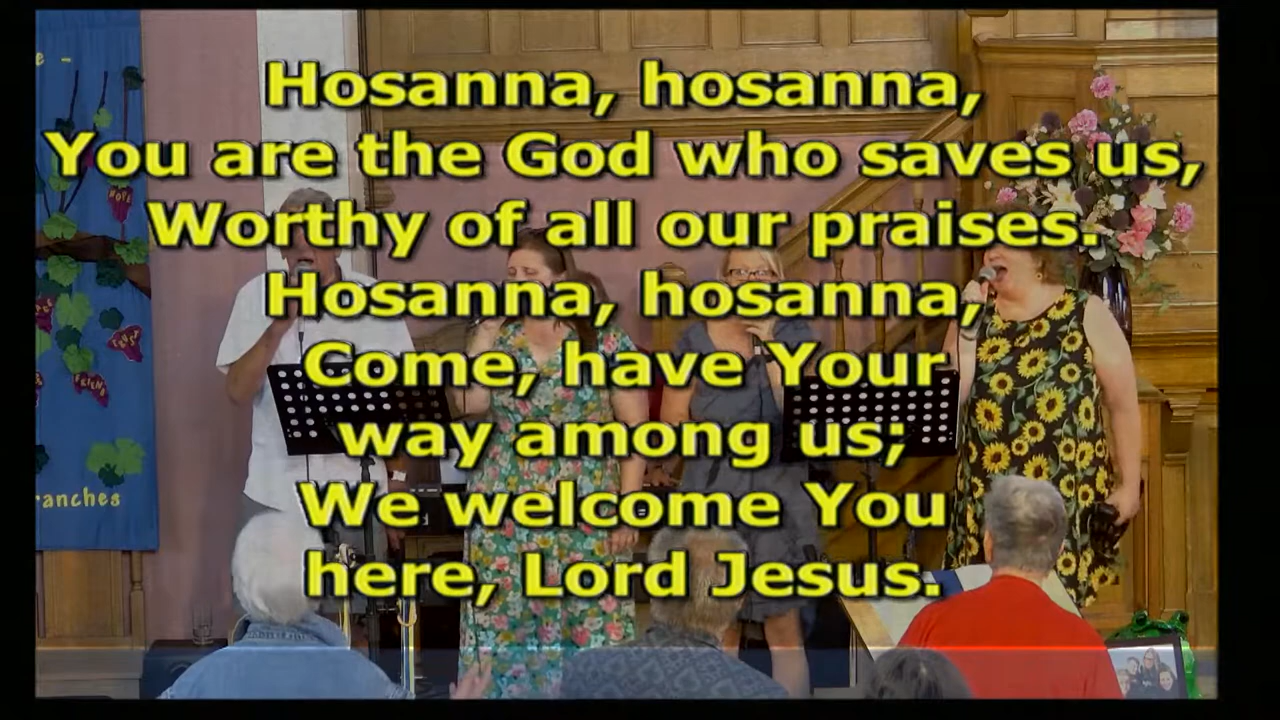 Hosanna, hosanna,
You are the God who saves us,
Worthy of all our praises.
Hosanna, hosanna,
Come, have Your
way among us;
We welcome You
here, Lord Jesus.
HOPE
ranches